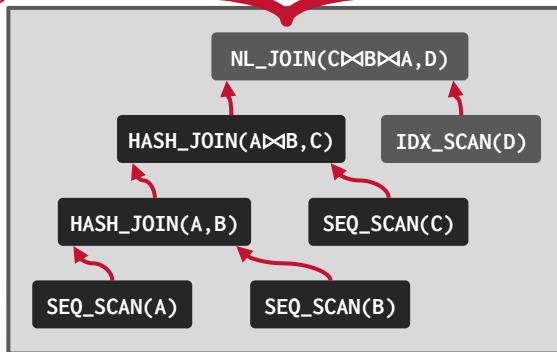 NL_JOIN(C⨝B⨝A,D)
HASH_JOIN(A⨝B,C)
IDX_SCAN(D)
HASH_JOIN(A,B)
SEQ_SCAN(C)
SEQ_SCAN(A)
SEQ_SCAN(B)